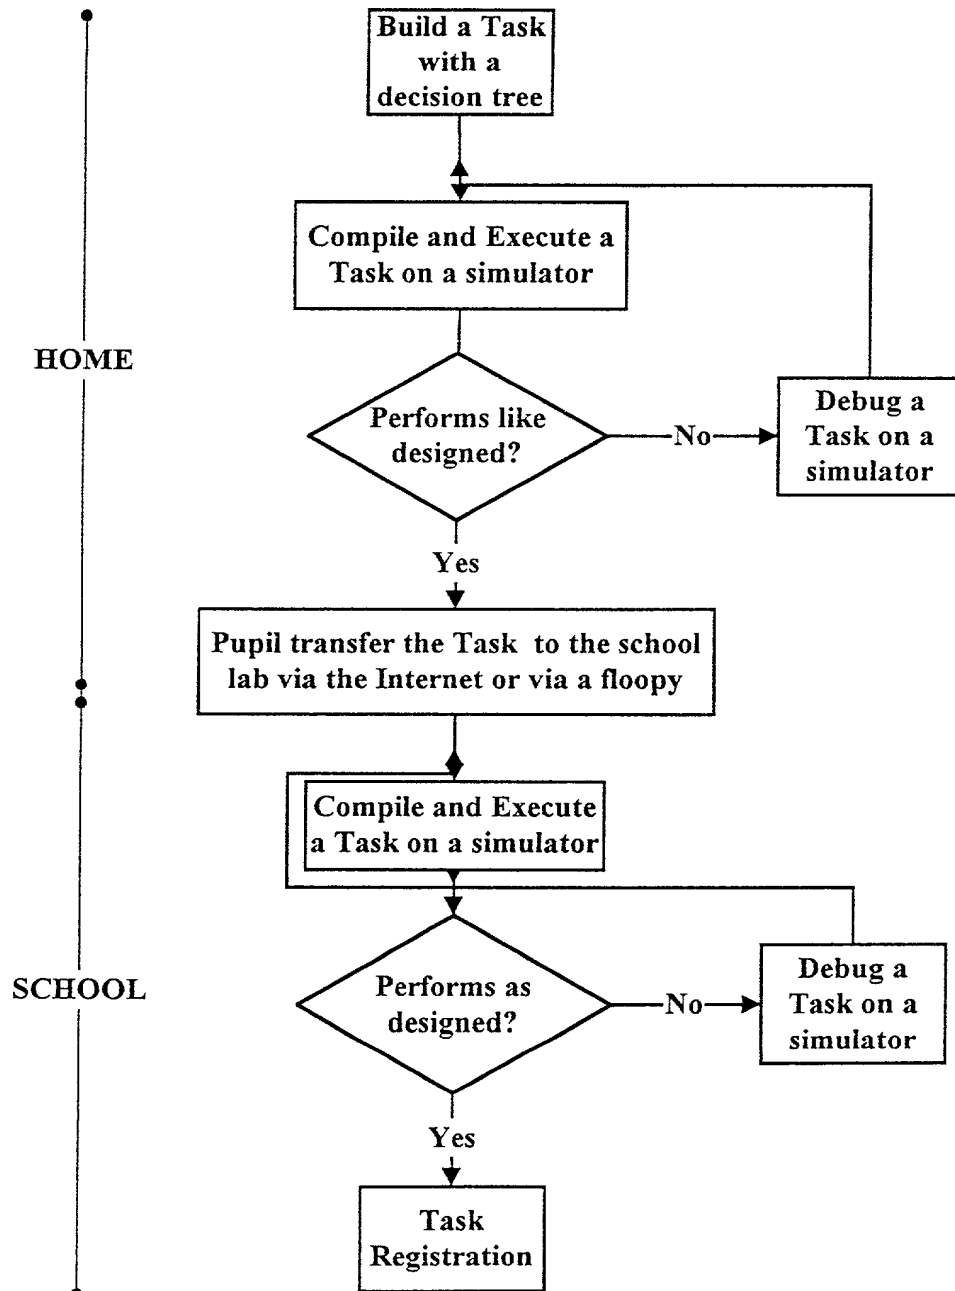 Build a Task
with a
decision tree
Compile and Execute a
Task on a simulator
HOME
Performs like
designed?
No
Debug a
Task on a
simulator
Yes
Pupil transfer the Task to the school
lab via the Internet or via a floopy
Compile and Execute
a Task on a simulator
SCHOOL
Performs as
designed?
No
Debug a
Task on a
simulator
Yes
Task
Registration